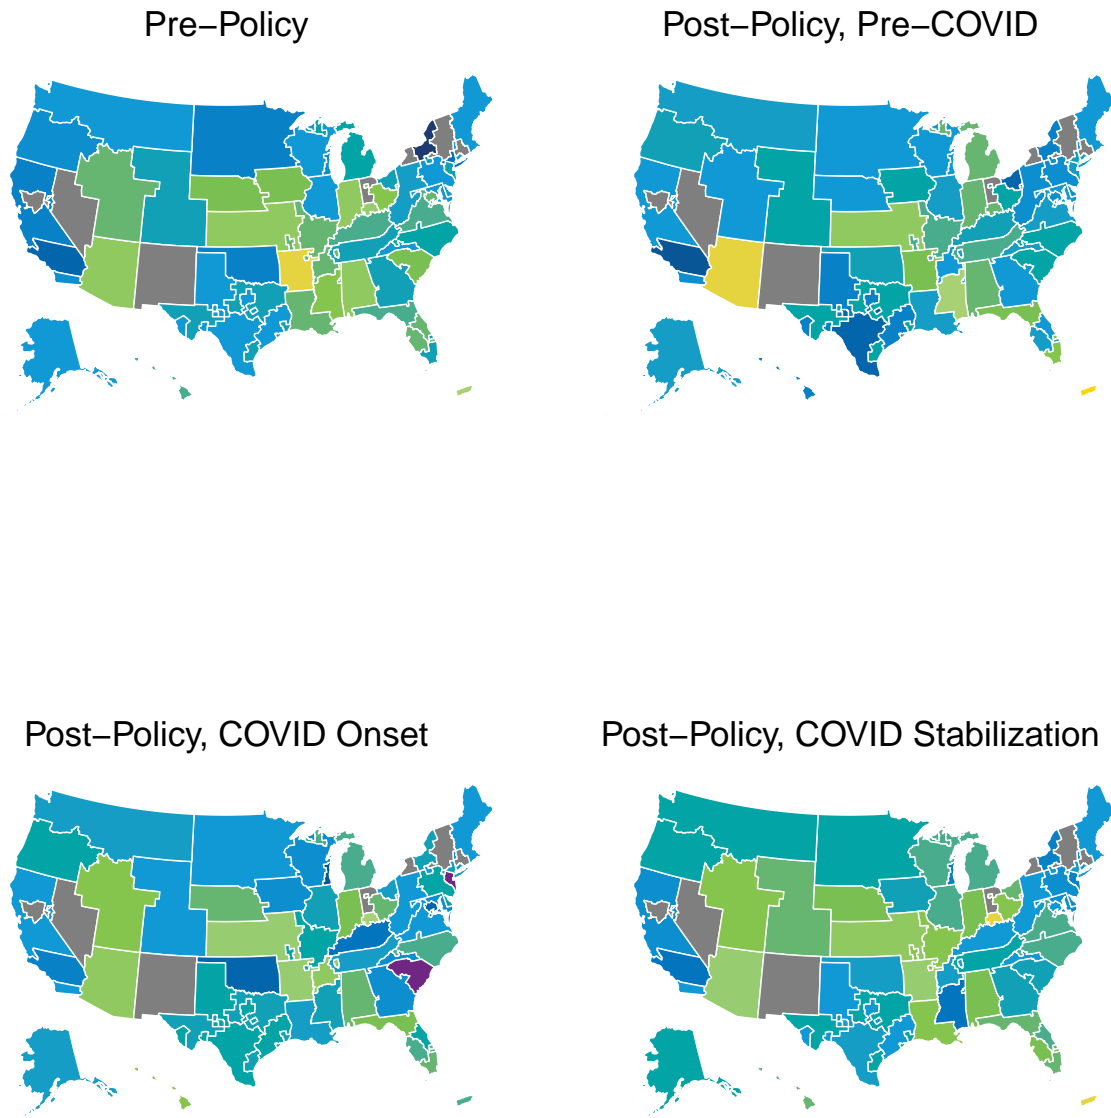 Pre−Policy
Post−Policy, Pre−COVID
Post−Policy, COVID Onset
Post−Policy, COVID Stabilization